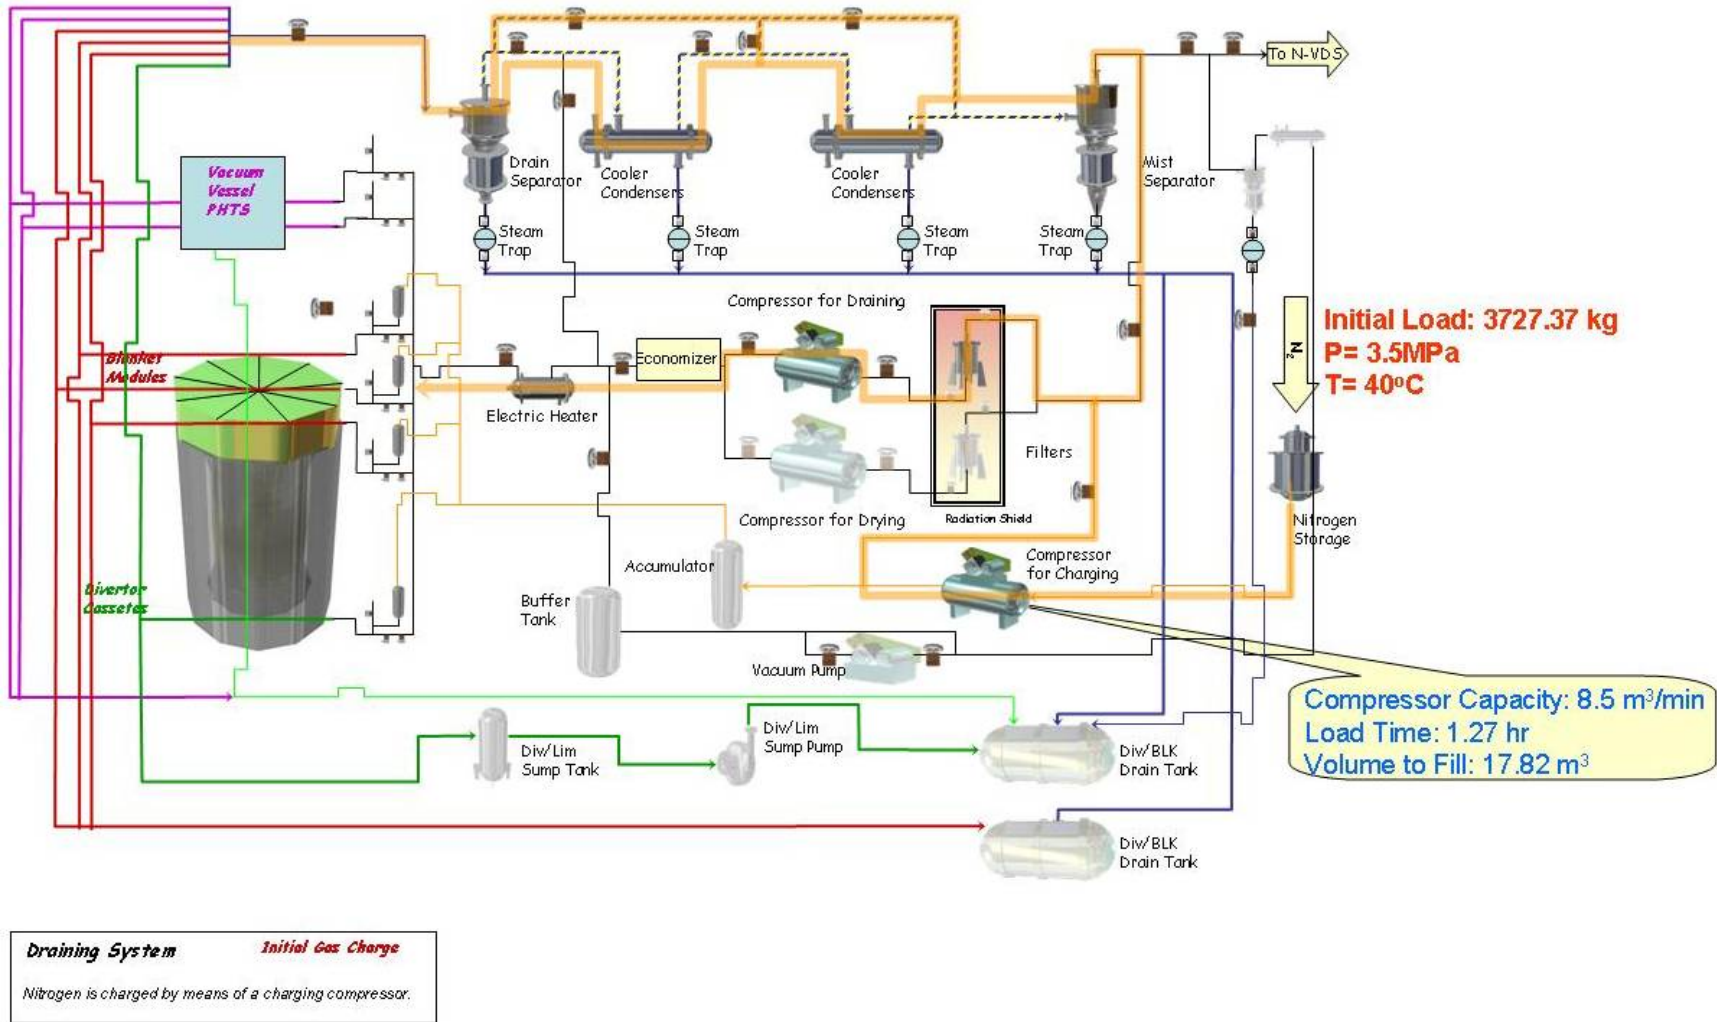 To N-VDS
Vacuum
Vessel
PHTS
Drain
Separator
Cooler
Condensers
Cooler
Condensers
Mist
Separator
Steam
Trap
Steam
Trap
Steam
Trap
Steam
Trap
Compressor for Draining
N₂
Initial Load: 3727.37 kg
P= 3.5MPa
T= 40ºC
Blanket
Modules
Economizer
Electric Heater
Filters
Compressor for Drying
Radiation Shield
Nitrogen
Storage
Accumulator
Compressor
for Charging
Divertor
Cassetes
Buffer
Tank
Vacuum Pump
Compressor Capacity: 8.5 m³/min
Load Time: 1.27 hr
Volume to Fill: 17.82 m³
Div/Lim
Sump Tank
Div/Lim
Sump Pump
Div/BLK
Drain Tank
Div/BLK
Drain Tank
Draining System
Initial Gas Charge
Nitrogen is charged by means of a charging compressor.